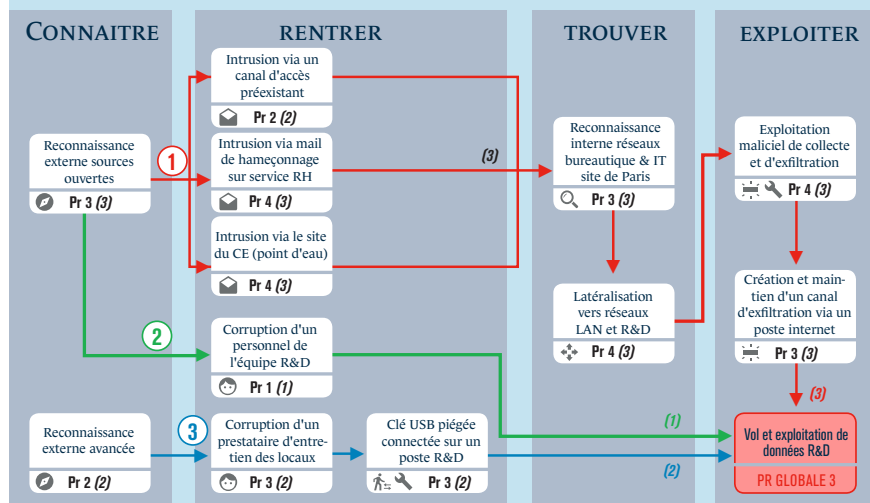 CONNAITRE
RENTRER
TROUVER
EXPLOITER
Reconnaissance
externe sources
ouvertes
Pr 3 (3)
1
Intrusion via un
canal d'accès
préexistant
Pr 2 (2)
Intrusion via mail
de hameçonnage
sur service RH
Pr 4 (3)
Intrusion via le site
du CE (point d'eau)
Pr 4 (3)
(3)
Reconnaissance
interne réseaux
bureautique & IT
site de Paris
Pr 3 (3)
Latéralisation
vers réseaux
LAN et R&D
Pr 4 (3)
Exploitation
maliciel de collecte
et d'exfiltration
Pr 4 (3)
Création et main-
tien d'un canal
d'exfiltration via un
poste internet
Pr 3 (3)
(3)
2
Corruption d'un
personnel de
l'équipe R&D
Pr 1 (1)
(1)
Reconnaissance
externe avancée
Pr 2 (2)
3
Corruption d'un
prestataire d'entre-
tien des locaux
Pr 3 (2)
Clé USB piégée
connectée sur un
poste R&D
Pr 3 (2)
(2)
Vol et exploitation de
données R&D
PR GLOBALE 3